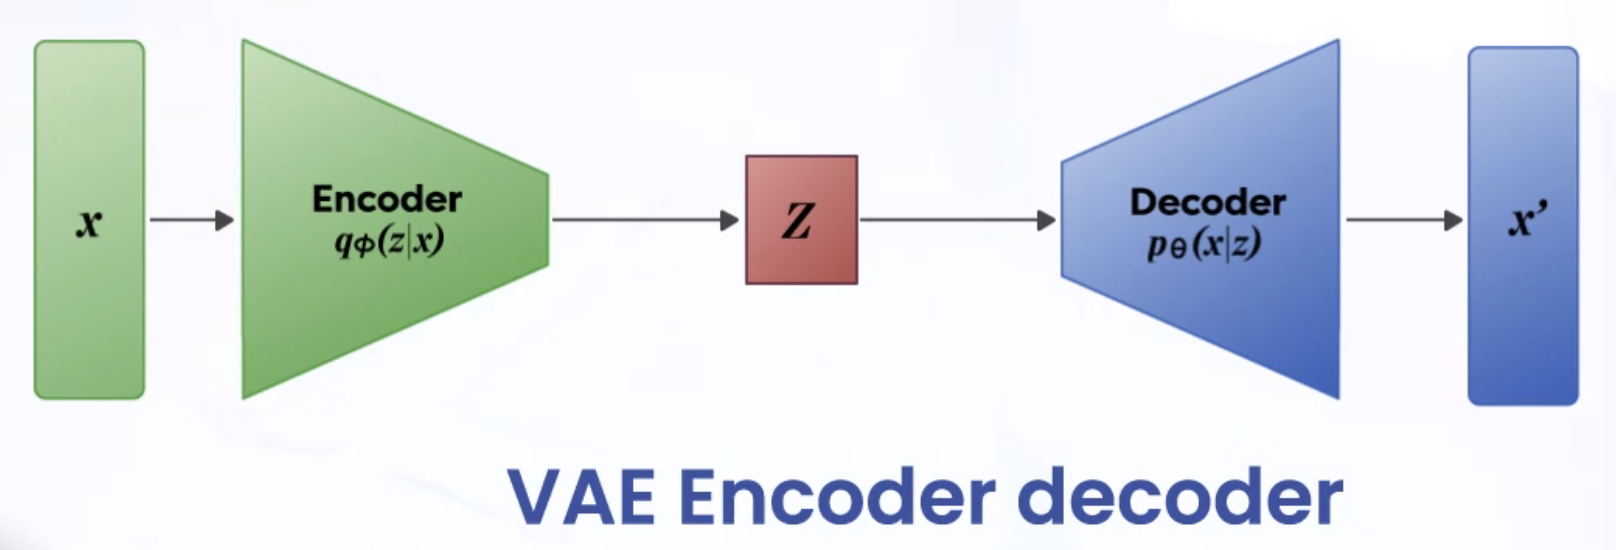 x
Encoder
qΦ(z|x)
Z
Decoder
pθ(x|z)
x’
VAE Encoder decoder